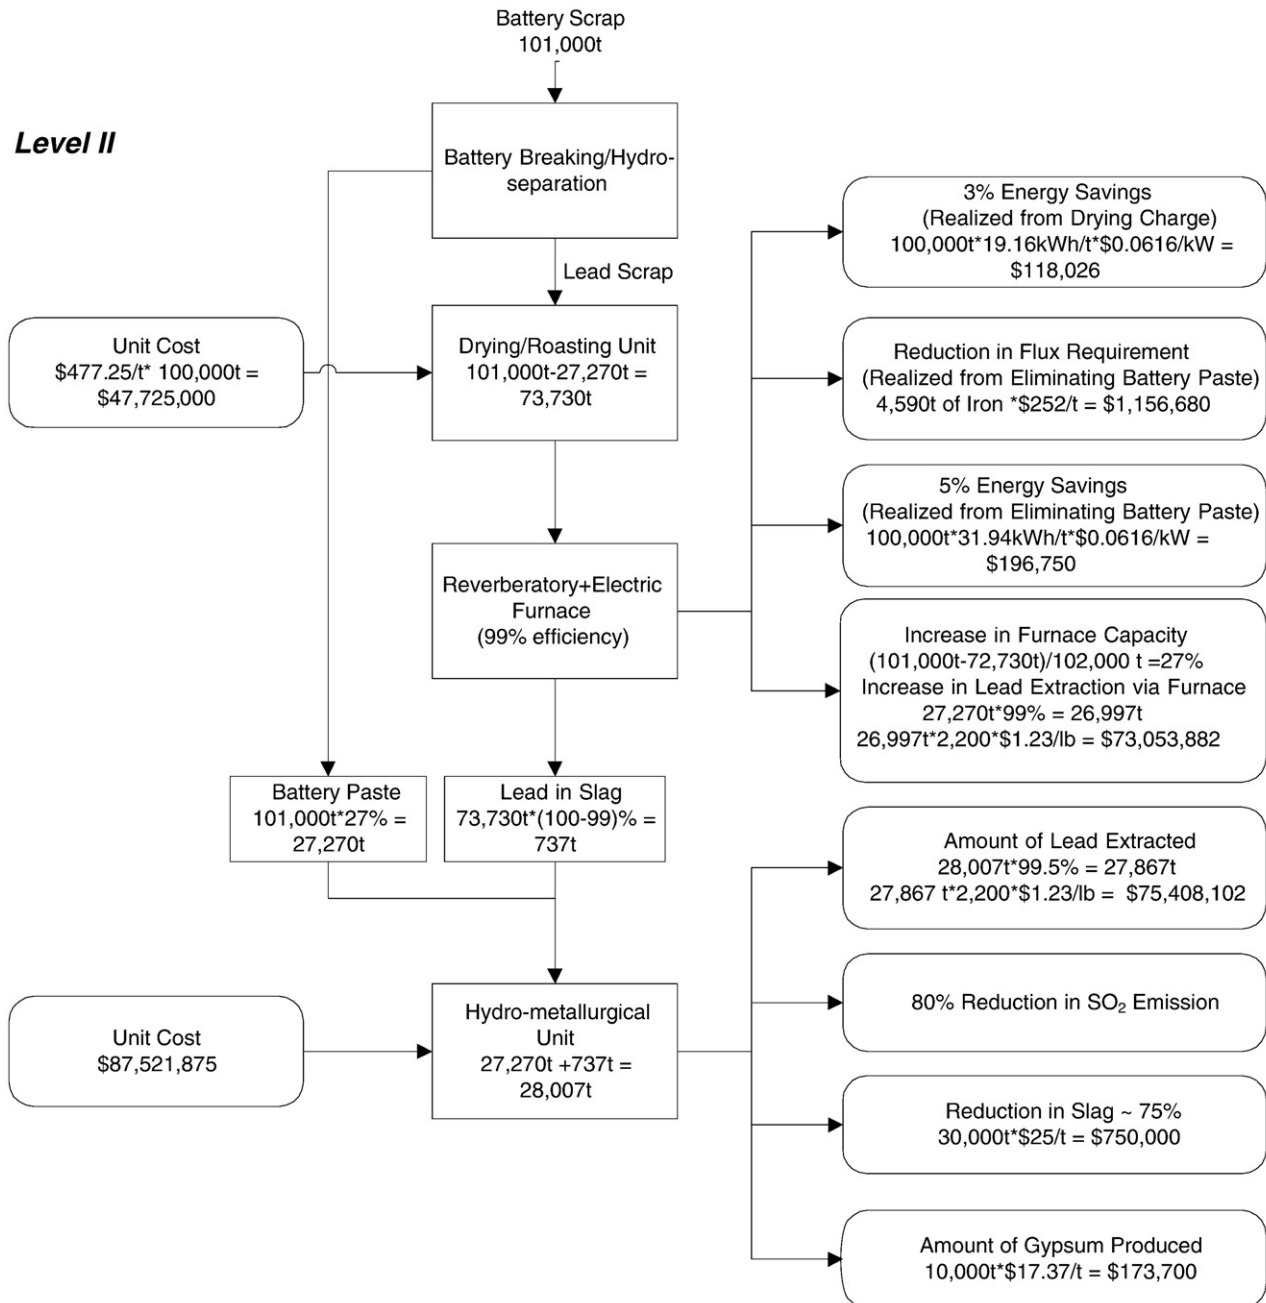 Battery Scrap
101,000t
Level II
Battery Breaking/Hydro-
separation
Lead Scrap
Unit Cost
$477.25/t* 100,000t =
$47,725,000
Drying/Roasting Unit
101,000t-27,270t =
73,730t
Reverberatory+Electric
Furnace
(99% efficiency)
3% Energy Savings
(Realized from Drying Charge)
100,000t*19.16kWh/t*$0.0616/kW =
$118,026
Reduction in Flux Requirement
(Realized from Eliminating Battery Paste)
4,590t of Iron *$252/t = $1,156,680
5% Energy Savings
(Realized from Eliminating Battery Paste)
100,000t*31.94kWh/t*$0.0616/kW =
$196,750
Increase in Furnace Capacity
(101,000t-72,730t)/102,000 t =27%
Increase in Lead Extraction via Furnace
27,270t*99% = 26,997t
26,997t*2,200*$1.23/lb = $73,053,882
Battery Paste
101,000t*27% =
27,270t
Lead in Slag
73,730t*(100-99)% =
737t
Unit Cost
$87,521,875
Hydro-metallurgical
Unit
27,270t +737t =
28,007t
Amount of Lead Extracted
28,007t*99.5% = 27,867t
27,867 t*2,200*$1.23/lb = $75,408,102
80% Reduction in SO₂ Emission
Reduction in Slag ~ 75%
30,000t*$25/t = $750,000
Amount of Gypsum Produced
10,000t*$17.37/t = $173,700